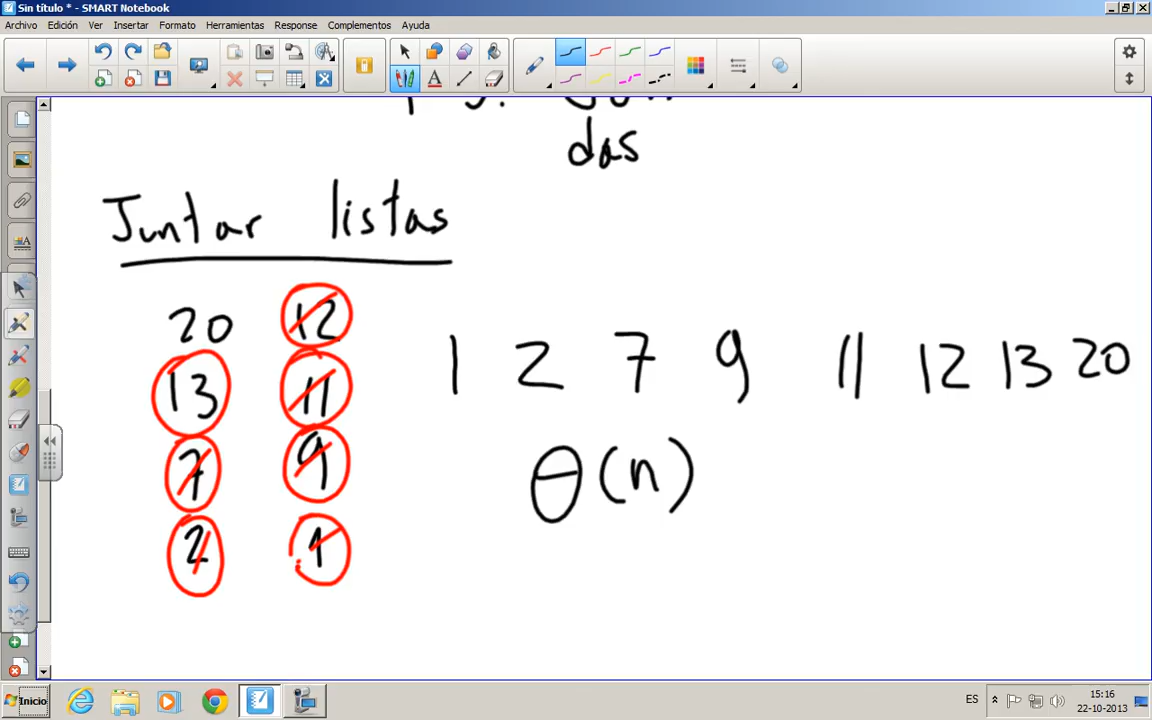 Sin título * - SMART Notebook
Archivo Edición Ver Insertar Formato Herramientas Response Complementos Ayuda
das
Juntar listas
20 12
13 11
7 9
2 1
1 2 7 9 11 12 13 20
θ(n)
Inicio
ES
15:16
22-10-2013